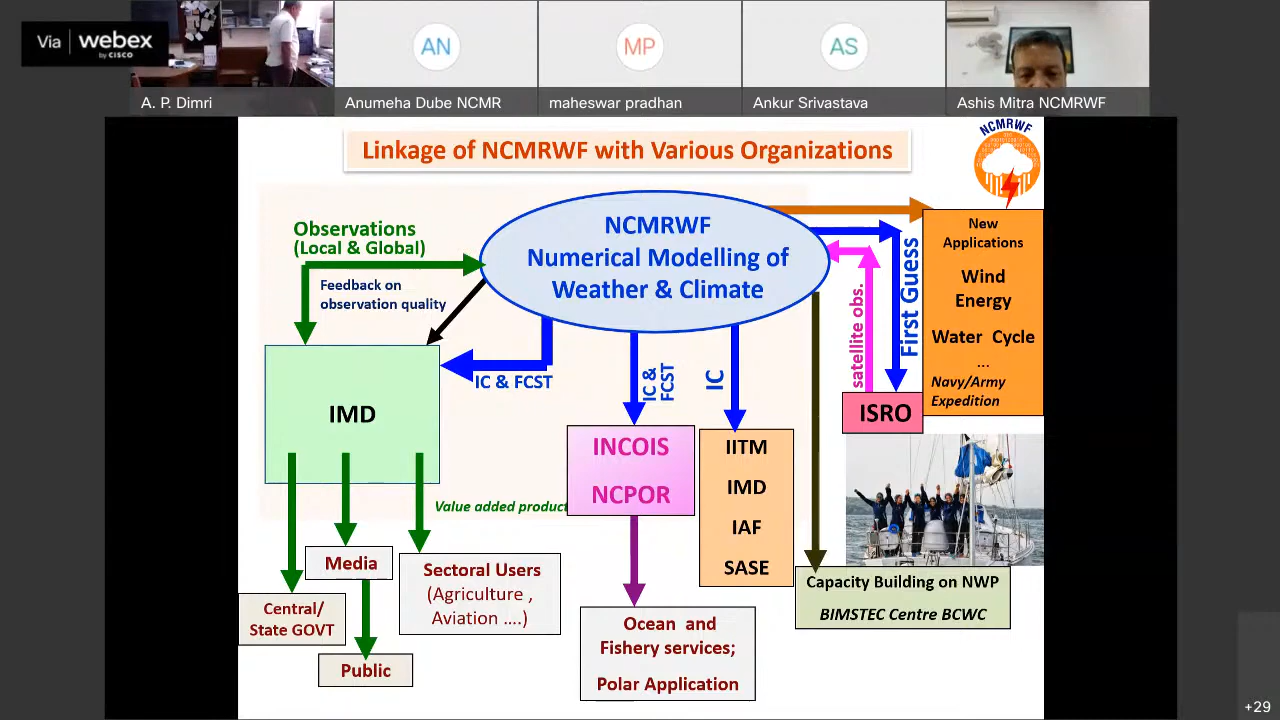 Via webex
by CISCO
AN
MP
AS
A. P. Dimri
Anumeha Dube NCMR
maheswar pradhan
Ankur Srivastava
Ashis Mitra NCMRWF
Linkage of NCMRWF with Various Organizations
NCMRWF
NCMRWF
Numerical Modelling of
Weather & Climate
Observations
(Local & Global)
Feedback on
observation quality
IMD
IC & FCST
IC &
FCST
IC
satellite obs.
First Guess
New
Applications
Wind
Energy
Water Cycle
...
Navy/Army
Expedition
ISRO
INCOIS
NCPOR
IITM
IMD
IAF
SASE
Value added product
Media
Central/
State GOVT
Public
Sectoral Users
(Agriculture ,
Aviation ....)
Ocean and
Fishery services;
Polar Application
Capacity Building on NWP
BIMSTEC Centre BCWC
+29